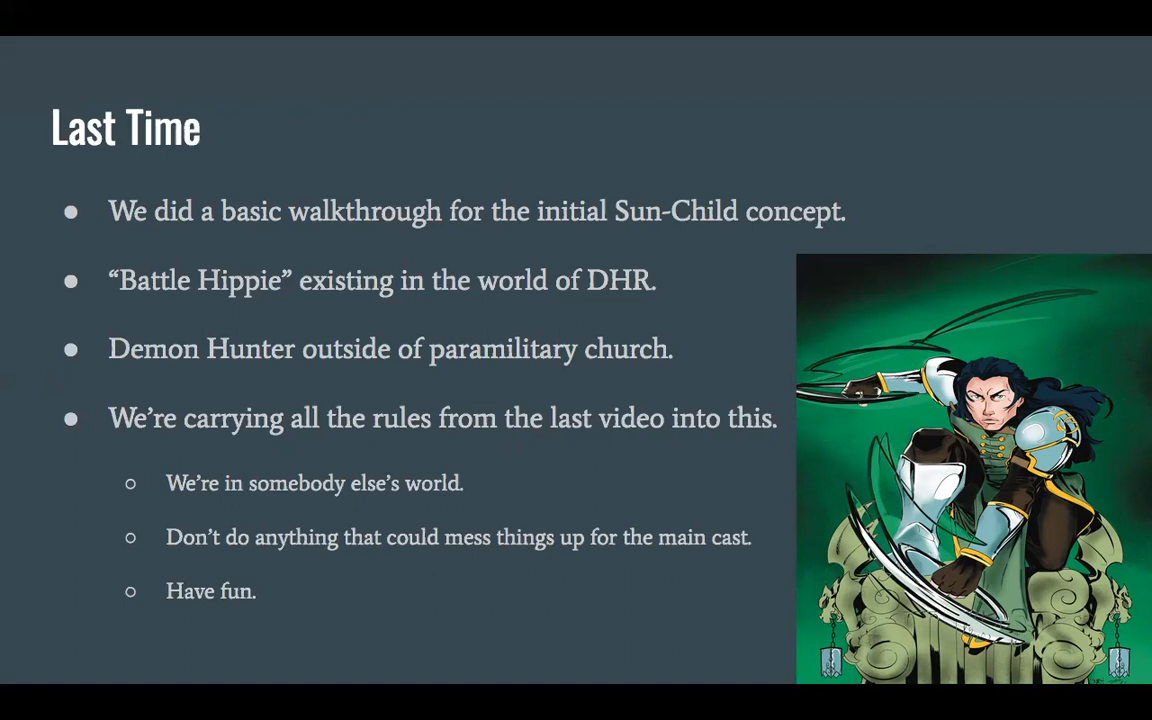 Last Time
● We did a basic walkthrough for the initial Sun-Child concept.
● “Battle Hippie” existing in the world of DHR.
● Demon Hunter outside of paramilitary church.
● We’re carrying all the rules from the last video into this.
○ We’re in somebody else’s world.
○ Don’t do anything that could mess things up for the main cast.
○ Have fun.